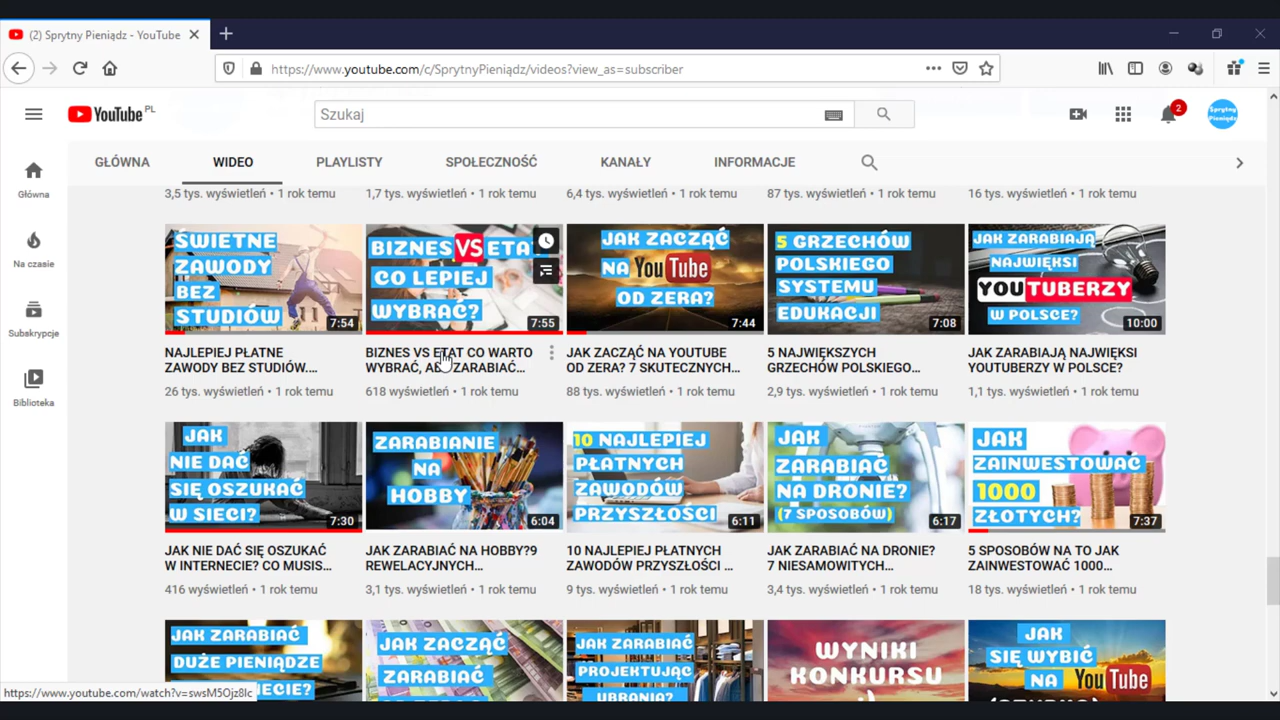 (2) Sprytny Pieniądz - YouTube
https://www.youtube.com/c/SprytnyPieniądz/videos?view_as=subscriber
YouTube PL
Szukaj
2
Sprytny
Pieniądz
GŁÓWNA WIDEO PLAYLISTY SPOŁECZNOŚĆ KANAŁY INFORMACJE
Główna
Na czasie
Subskrypcje
Biblioteka
3,5 tys. wyświetleń • 1 rok temu
1,7 tys. wyświetleń • 1 rok temu
6,4 tys. wyświetleń • 1 rok temu
87 tys. wyświetleń • 1 rok temu
16 tys. wyświetleń • 1 rok temu
ŚWIETNE
ZAWODY
BEZ
STUDIÓW
7:54
NAJLEPIEJ PŁATNE
ZAWODY BEZ STUDIÓW....
26 tys. wyświetleń • 1 rok temu
BIZNES VS ETAT
CO LEPIEJ
WYBRAĆ?
7:55
BIZNES VS ETAT CO WARTO
WYBRAĆ, ABY ZARABIAĆ...
618 wyświetleń • 1 rok temu
JAK ZACZĄĆ
NA YouTube
OD ZERA?
7:44
JAK ZACZĄĆ NA YOUTUBE
OD ZERA? 7 SKUTECZNYCH...
88 tys. wyświetleń • 1 rok temu
5 GRZECHÓW
POLSKIEGO
SYSTEMU
EDUKACJI
7:08
5 NAJWIĘKSZYCH
GRZECHÓW POLSKIEGO...
2,9 tys. wyświetleń • 1 rok temu
JAK ZARABIAJĄ
NAJWIĘKSI
YOUTUBERZY
W POLSCE?
10:00
JAK ZARABIAJĄ NAJWIĘKSI
YOUTUBERZY W POLSCE?
1,1 tys. wyświetleń • 1 rok temu
JAK
NIE DAĆ
SIĘ OSZUKAĆ
W SIECI?
7:30
JAK NIE DAĆ SIĘ OSZUKAĆ
W INTERNECIE? CO MUSIS...
416 wyświetleń • 1 rok temu
ZARABIANIE
NA
HOBBY
6:04
JAK ZARABIAĆ NA HOBBY?9
REWELACYJNYCH...
3,1 tys. wyświetleń • 1 rok temu
10 NAJLEPIEJ
PŁATNYCH
ZAWODÓW
PRZYSZŁOŚCI
6:11
10 NAJLEPIEJ PŁATNYCH
ZAWODÓW PRZYSZŁOŚCI ...
9 tys. wyświetleń • 1 rok temu
JAK
ZARABIAĆ
NA DRONIE?
(7 SPOSOBÓW)
6:17
JAK ZARABIAĆ NA DRONIE?
7 NIESAMOWITYCH...
3,4 tys. wyświetleń • 1 rok temu
JAK
ZAINWESTOWAĆ
1000
ZŁOTYCH?
7:37
5 SPOSOBÓW NA TO JAK
ZAINWESTOWAĆ 1000...
18 tys. wyświetleń • 1 rok temu
JAK ZARABIAĆ
DUŻE PIENIĄDZE
JAK ZACZĄĆ
ZARABIAĆ
JAK ZARABIAĆ
PROJEKTUJĄC
UBRANIA?
WYNIKI
KONKURSU
JAK
SIĘ WYBIĆ
NA YouTube